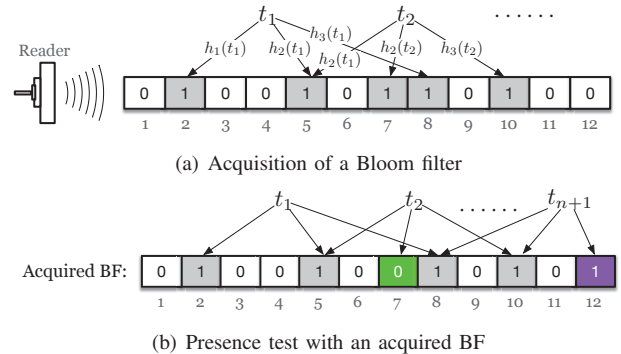 t1 t2 ......
h1(t1) h2(t1) h3(t1) h2(t1) h2(t2) h3(t2)
Reader
0 1 0 0 1 0 1 1 0 1 0 0
1 2 3 4 5 6 7 8 9 10 11 12
(a) Acquisition of a Bloom filter
t1 t2 ...... tn+1
Acquired BF: 0 1 0 0 1 0 0 1 0 1 0 1
1 2 3 4 5 6 7 8 9 10 11 12
(b) Presence test with an acquired BF